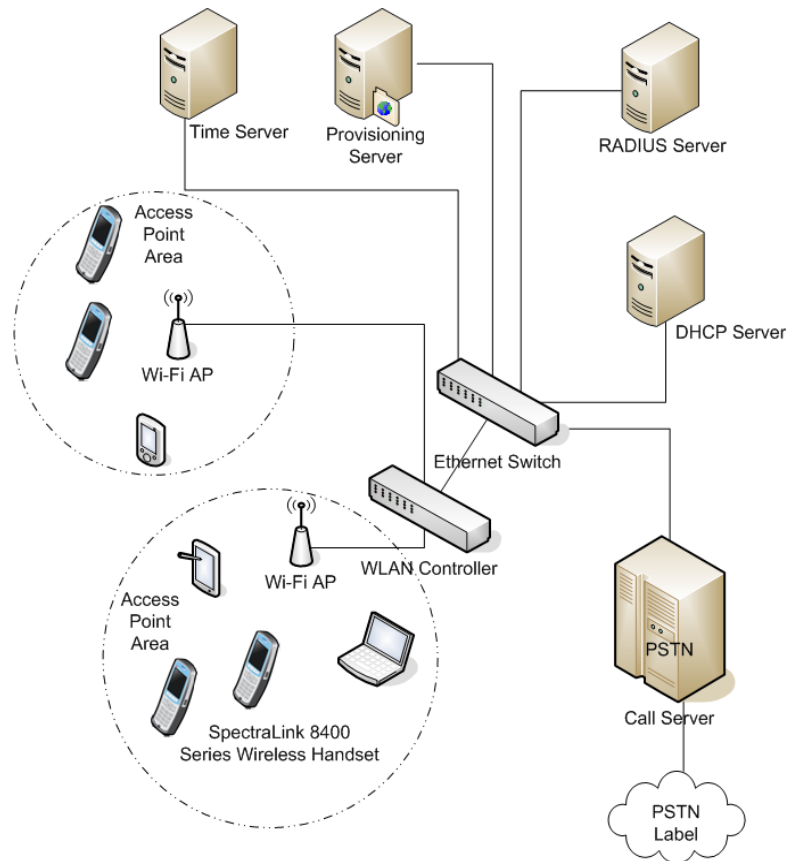 Time Server
Provisioning
Server
RADIUS Server
Access
Point
Area
Wi-Fi AP
DHCP Server
Ethernet Switch
Wi-Fi AP
WLAN Controller
Access
Point
Area
SpectraLink 8400
Series Wireless Handset
PSTN
Call Server
PSTN
Label